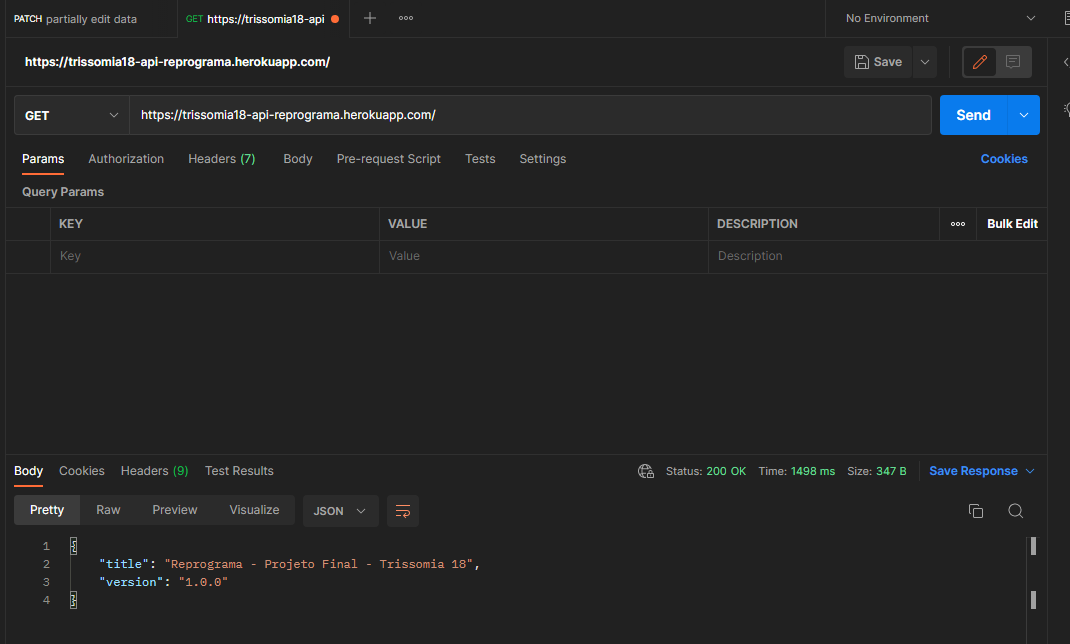 PATCH partially edit data GET https://trissomia18-api No Environment
https://trissomia18-api-reprograma.herokuapp.com/ Save
GET https://trissomia18-api-reprograma.herokuapp.com/ Send
Params Authorization Headers (7) Body Pre-request Script Tests Settings Cookies
Query Params
KEY VALUE DESCRIPTION Bulk Edit
Key Value Description
Body Cookies Headers (9) Test Results Status: 200 OK Time: 1498 ms Size: 347 B Save Response
Pretty Raw Preview Visualize JSON
1 {
2 "title": "Reprograma - Projeto Final - Trissomia 18",
3 "version": "1.0.0"
4 }